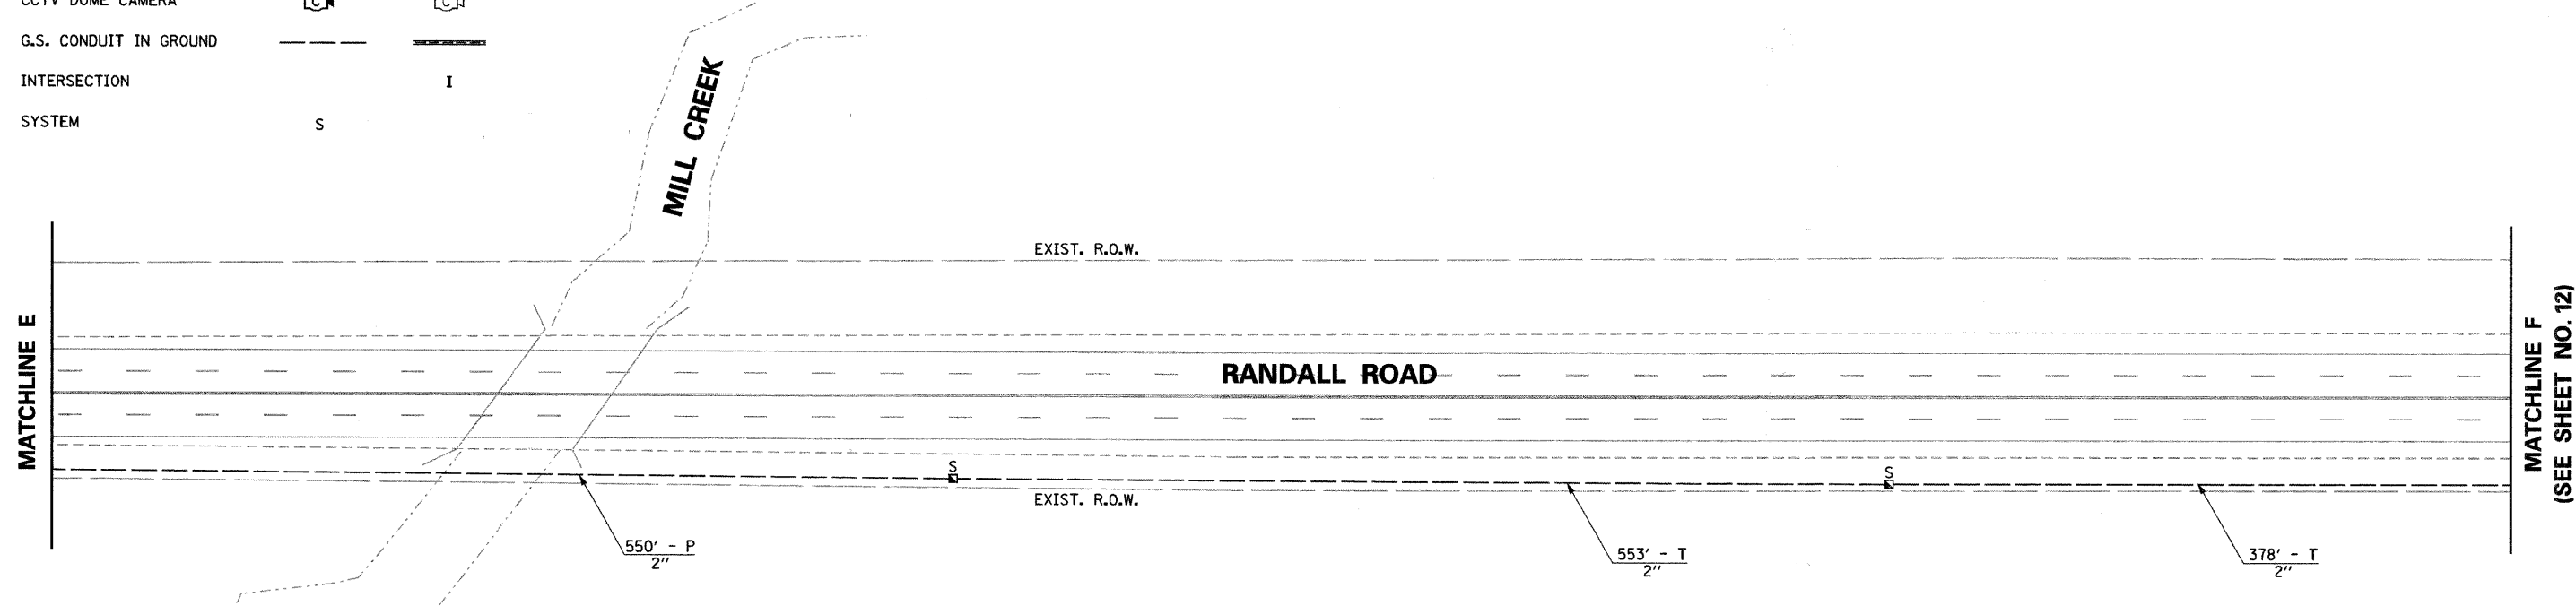 CCTV DOME CAMERA C C
G.S. CONDUIT IN GROUND
INTERSECTION I
SYSTEM S
MILL CREEK
EXIST. R.O.W.
MATCHLINE E
RANDALL ROAD
MATCHLINE F
(SEE SHEET NO. 12)
S
S
EXIST. R.O.W.
550' - P
2"
553' - T
2"
378' - T
2"